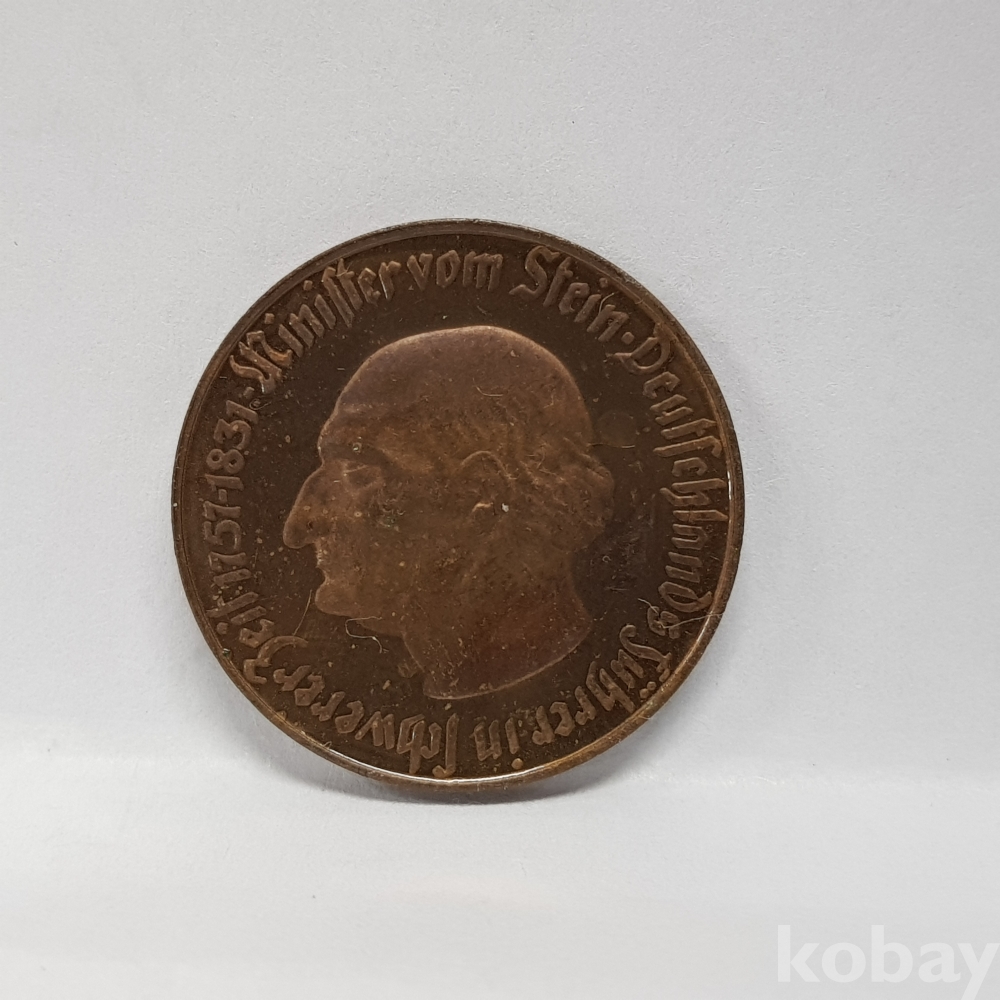 Minister vom Stein · Deutschlands Führer in schwerer Zeit · 1757-1831 ·
kobay